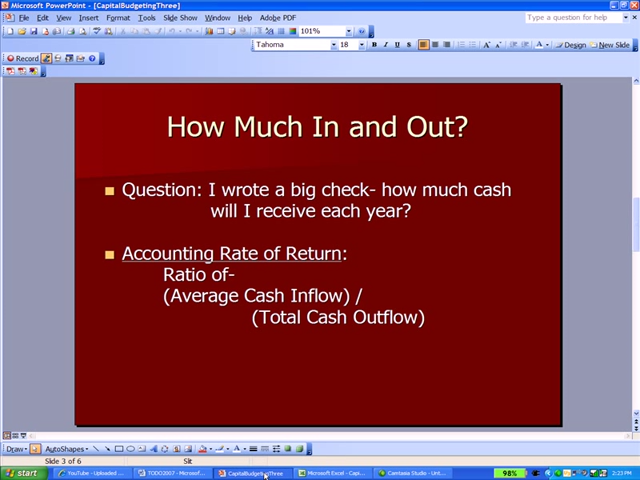 Microsoft PowerPoint - [CapitalBudgetingThree]
File Edit View Insert Format Tools Slide Show Window Help Adobe PDF
Type a question for help
101%
Tahoma 18 B I U S A Design New Slide
Record
How Much In and Out?
Question: I wrote a big check- how much cash
will I receive each year?
Accounting Rate of Return:
Ratio of-
(Average Cash Inflow) /
(Total Cash Outflow)
Draw AutoShapes
Slide 3 of 6 Slit
start YouTube - Uploaded ... TODO2007 - Microsof... CapitalBudgetingThree Microsoft Excel - Capi... Camtasia Studio - Unt... 98% 2:23 PM